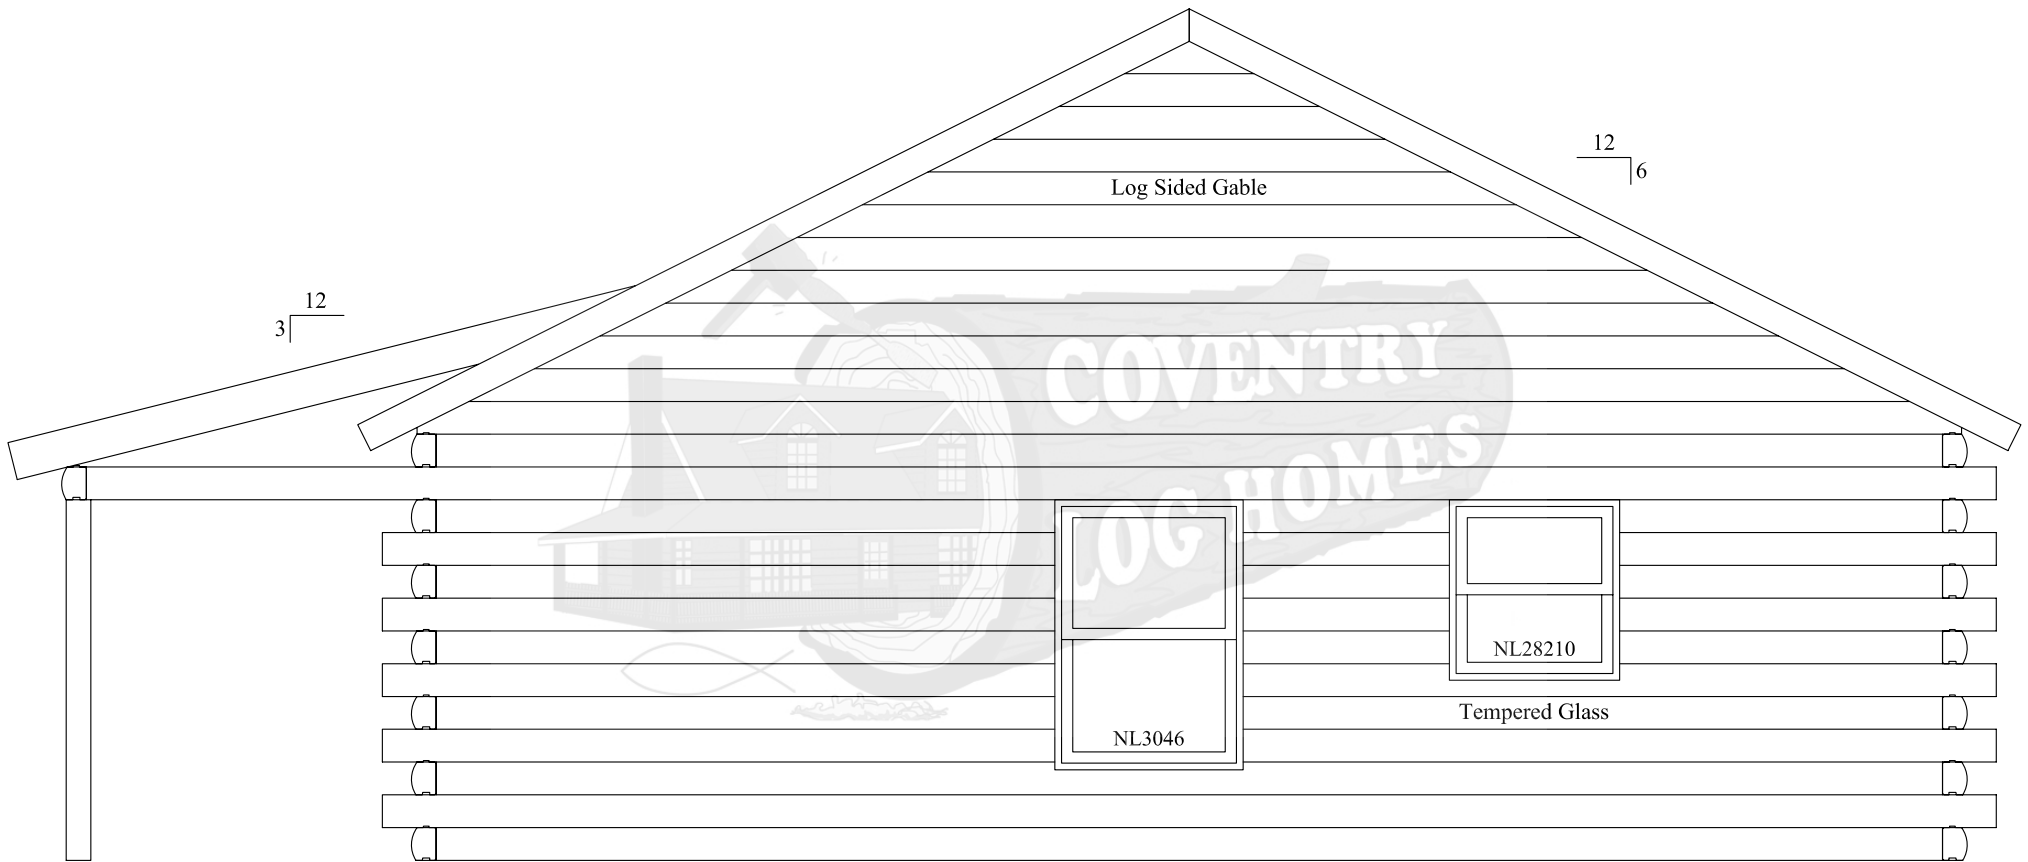 12
6
Log Sided Gable
12
3
COVENTRY
LOG HOMES
NL28210
Tempered Glass
NL3046